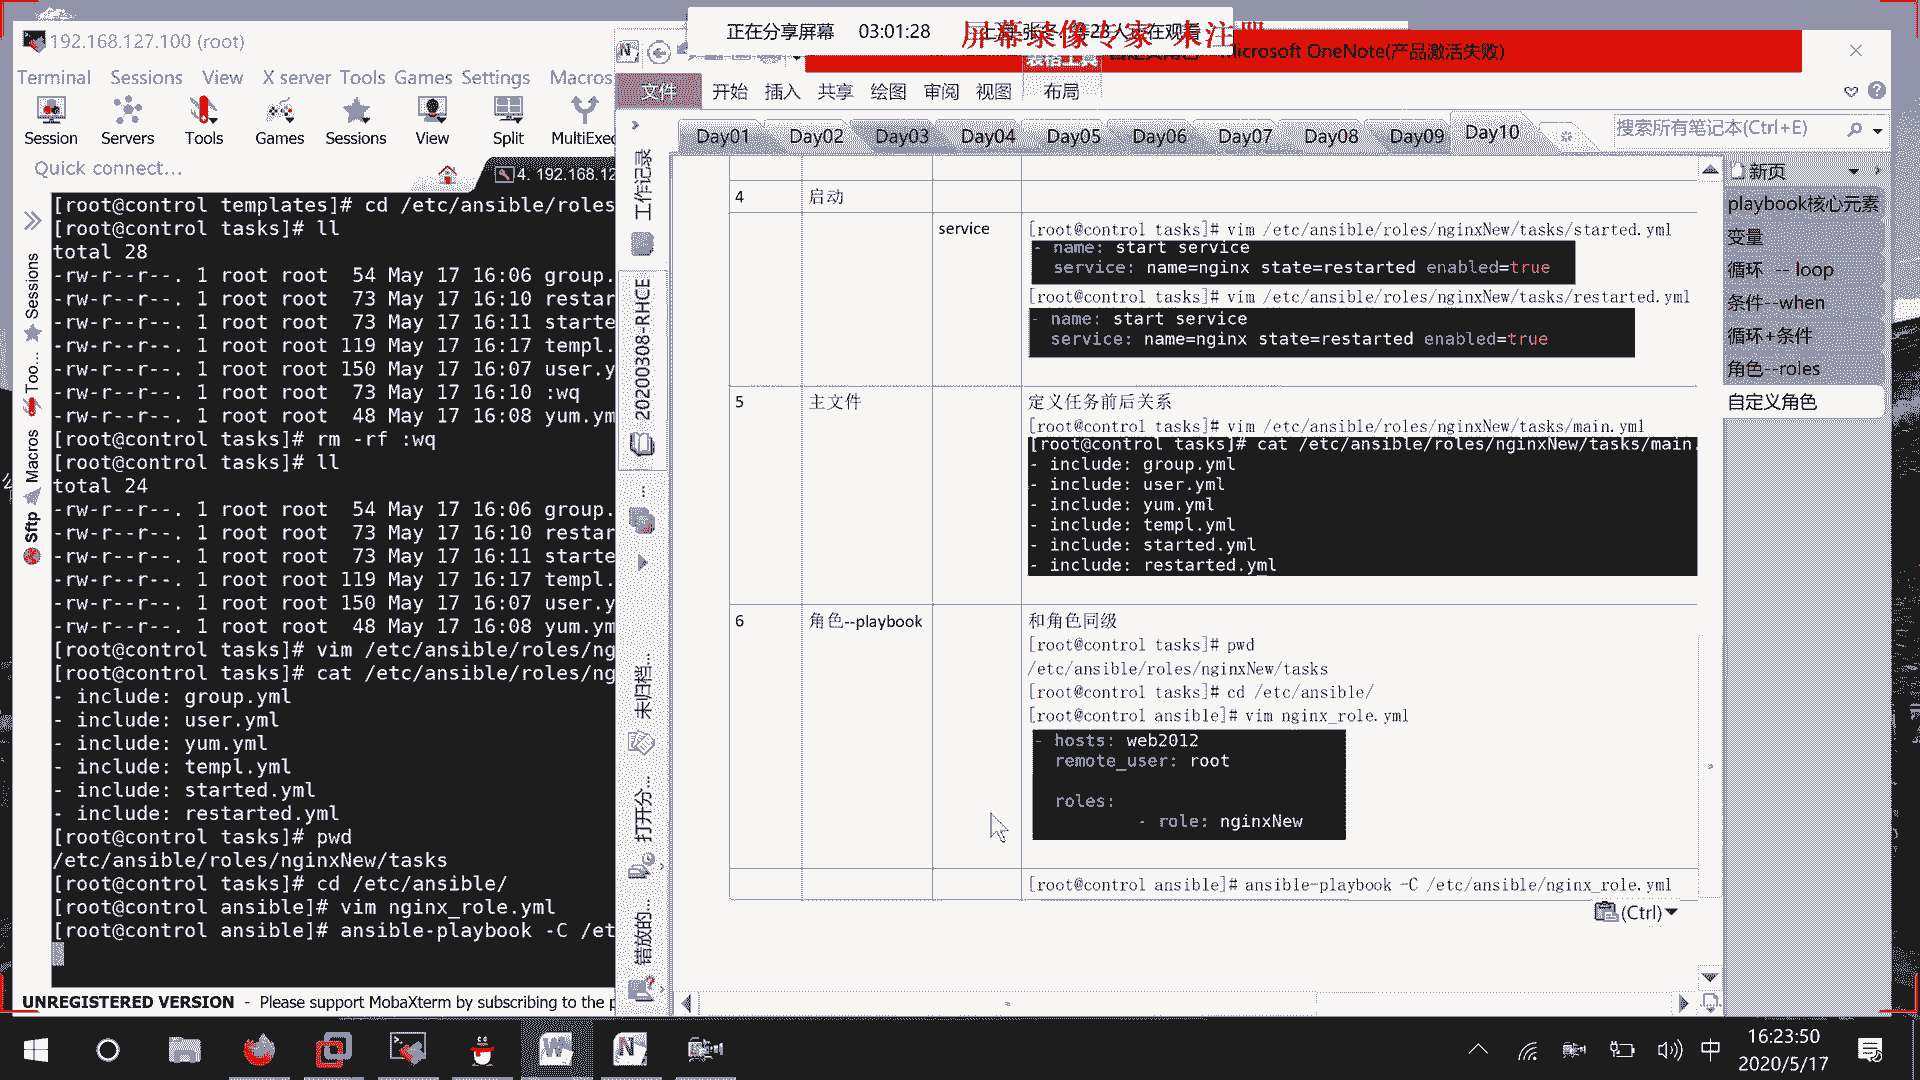 正在分享屏幕 03:01:28
屏幕录像专家 未注册
192.168.127.100 (root)
Microsoft OneNote(产品激活失败)
Terminal Sessions View X server Tools Games Settings Macros
Session Servers Tools Games Sessions View Split MultiExec
Quick connect...
4. 192.168.12
文件 开始 插入 共享 绘图 审阅 视图 布局
Day01 Day02 Day03 Day04 Day05 Day06 Day07 Day08 Day09 Day10
搜索所有笔记本(Ctrl+E)
Sessions
Too...
Macros
Sftp
[root@control templates]# cd /etc/ansible/roles
[root@control tasks]# ll
total 28
-rw-r--r--. 1 root root  54 May 17 16:06 group.
-rw-r--r--. 1 root root  73 May 17 16:10 restar
-rw-r--r--. 1 root root  73 May 17 16:11 starte
-rw-r--r--. 1 root root 119 May 17 16:17 templ.
-rw-r--r--. 1 root root 150 May 17 16:07 user.y
-rw-r--r--. 1 root root  73 May 17 16:10 :wq
-rw-r--r--. 1 root root  48 May 17 16:08 yum.ym
[root@control tasks]# rm -rf :wq
[root@control tasks]# ll
total 24
-rw-r--r--. 1 root root  54 May 17 16:06 group.
-rw-r--r--. 1 root root  73 May 17 16:10 restar
-rw-r--r--. 1 root root  73 May 17 16:11 starte
-rw-r--r--. 1 root root 119 May 17 16:17 templ.
-rw-r--r--. 1 root root 150 May 17 16:07 user.y
-rw-r--r--. 1 root root  48 May 17 16:08 yum.ym
[root@control tasks]# vim /etc/ansible/roles/ng
[root@control tasks]# cat /etc/ansible/roles/ng
- include: group.yml
- include: user.yml
- include: yum.yml
- include: templ.yml
- include: started.yml
- include: restarted.yml
[root@control tasks]# pwd
/etc/ansible/roles/nginxNew/tasks
[root@control tasks]# cd /etc/ansible/
[root@control ansible]# vim nginx_role.yml
[root@control ansible]# ansible-playbook -C /et
UNREGISTERED VERSION - Please support MobaXterm by subscribing to the p
工作记录
20200308-RHCE
未归档...
打开分...
错放的...
4 启动
service
[root@control tasks]# vim /etc/ansible/roles/nginxNew/tasks/started.yml
- name: start service
service: name=nginx state=restarted enabled=true
[root@control tasks]# vim /etc/ansible/roles/nginxNew/tasks/restarted.yml
- name: start service
service: name=nginx state=restarted enabled=true
5 主文件
定义任务前后关系
[root@control tasks]# vim /etc/ansible/roles/nginxNew/tasks/main.yml
[root@control tasks]# cat /etc/ansible/roles/nginxNew/tasks/main.
- include: group.yml
- include: user.yml
- include: yum.yml
- include: templ.yml
- include: started.yml
- include: restarted.yml
6 角色--playbook
和角色同级
[root@control tasks]# pwd
/etc/ansible/roles/nginxNew/tasks
[root@control tasks]# cd /etc/ansible/
[root@control ansible]# vim nginx_role.yml
- hosts: web2012
remote_user: root
roles:
- role: nginxNew
[root@control ansible]# ansible-playbook -C /etc/ansible/nginx_role.yml
(Ctrl)
新页
playbook核心元素
变量
循环 -- loop
条件--when
循环+条件
角色--roles
自定义角色
中
16:23:50
2020/5/17